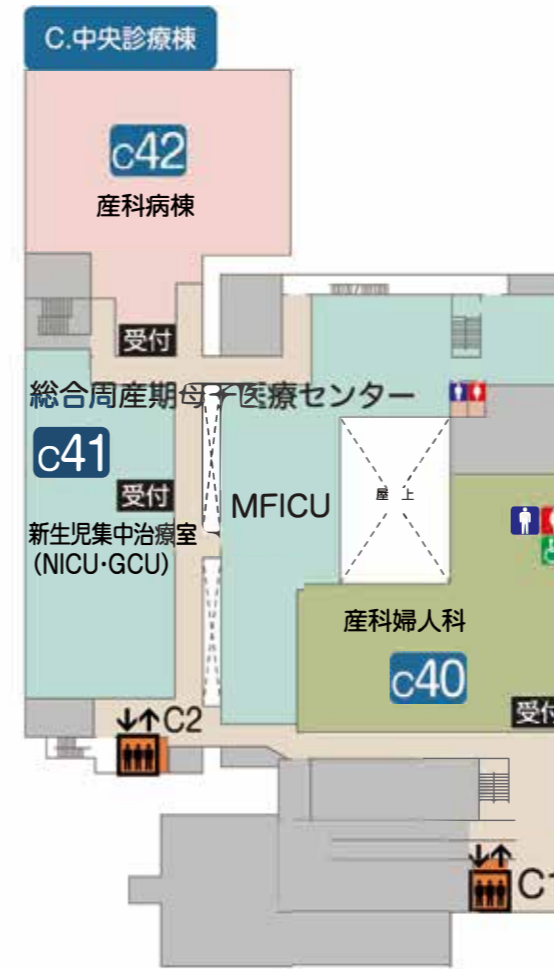 C.中央診療棟
C42
産科病棟
受付
総合周産期母子医療センター
C41
受付
新生児集中治療室
(NICU・GCU)
MFICU
屋上
産科婦人科
C40
受付
C2
C1